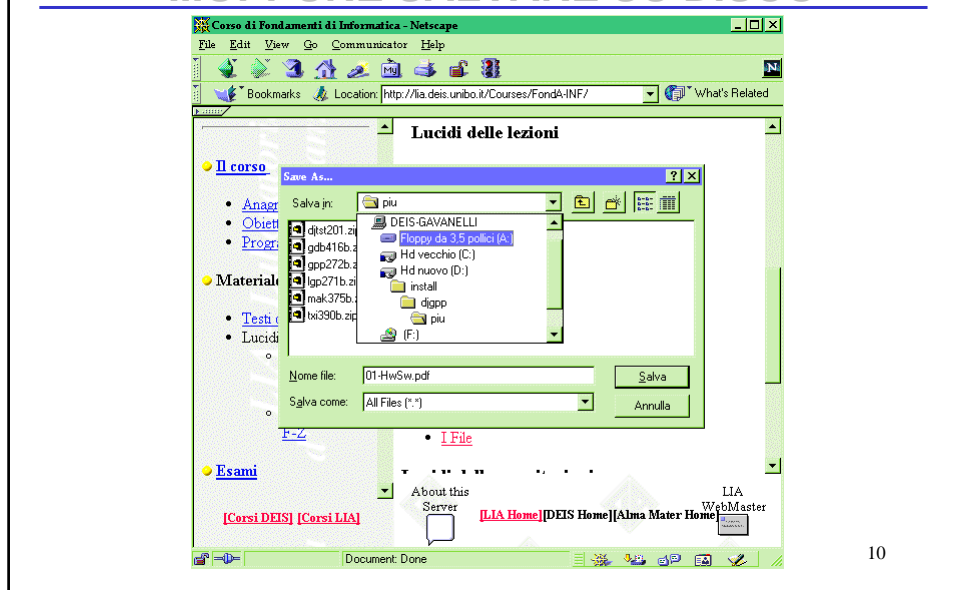 Corso di Fondamenti di Informatica - Netscape
File Edit View Go Communicator Help
Bookmarks Location: http://lia.deis.unibo.it/Courses/FondA-INF/ What's Related
Lucidi delle lezioni
Il corso
Save As...
Salva in: piu
DEIS-GAVANELLI
Floppy da 3,5 pollici (A:)
Hd vecchio (C:)
Hd nuovo (D:)
install
djgpp
piu
(F:)
djtst201.zip
gdb416b.z
gpp272b.z
lgp271b.zi
mak375b.z
txi390b.zip
Nome file: 01-HwSw.pdf Salva
Salva come: All Files (*.*) Annulla
Anagr
Obiett
Progra
Materiale
Testi
Lucidi
F-Z
I File
Esami
About this Server
LIA WebMaster
[Corsi DEIS] [Corsi LIA]
[LIA Home][DEIS Home][Alma Mater Home]
Document: Done
10